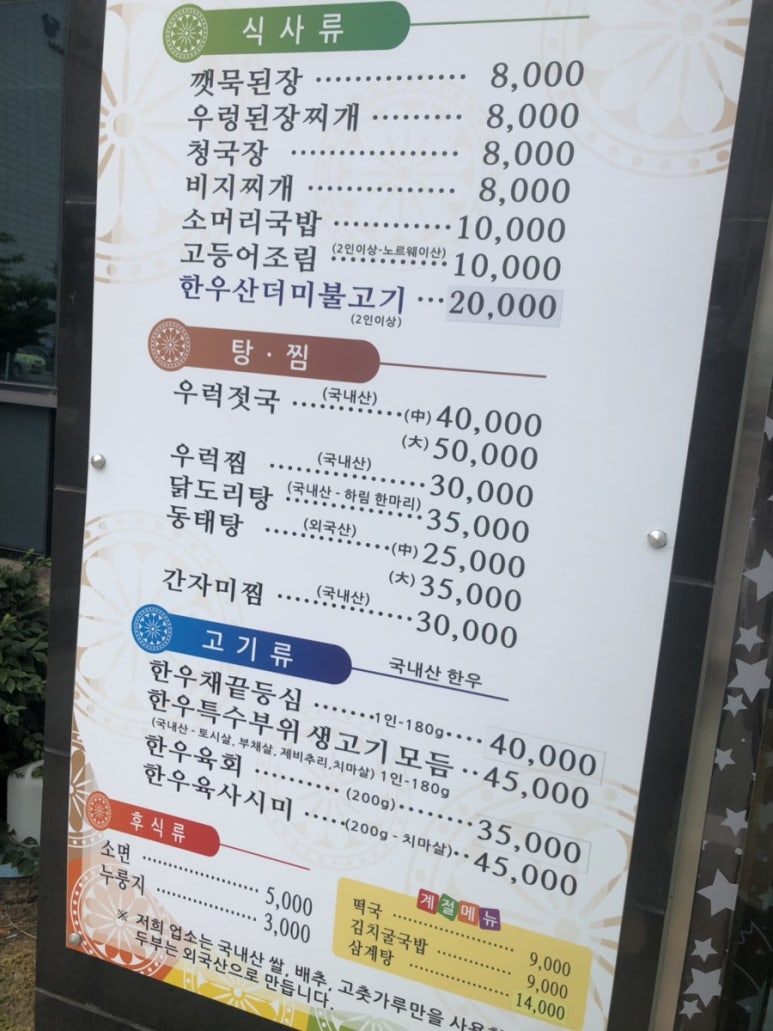 식사류
깻묵된장 ·············· 8,000
우렁된장찌개 ·········· 8,000
청국장 ················ 8,000
비지찌개 ·············· 8,000
소머리국밥 ············ 10,000
고등어조림 (2인이상-노르웨이산) ············ 10,000
한우산더미불고기 ··· 20,000
(2인이상)
탕·찜
우럭젓국 (국내산) ············ (中) 40,000
(大) 50,000
우럭찜 (국내산) ············ 30,000
닭도리탕 (국내산 - 하림 한마리) ············ 35,000
동태탕 (외국산) ············ (中) 25,000
(大) 35,000
간자미찜 (국내산) ············ 30,000
고기류 국내산 한우
한우채끝등심 ······· 1인-180g ···· 40,000
한우특수부위 생고기 모듬 ·· 45,000
(국내산 - 토시살, 부채살, 제비추리,치마살) 1인-180g
한우육회 ·········· (200g) ······· 35,000
한우육사시미 ····· (200g - 치마살) ·· 45,000
후식류
소면 ···················· 5,000
누룽지 ················· 3,000
계절메뉴
떡국 ···················· 9,000
김치굴국밥 ············ 9,000
삼계탕 ················· 14,000
※ 저희 업소는 국내산 쌀, 배추, 고춧가루만을 사용
두부는 외국산으로 만듭니다.